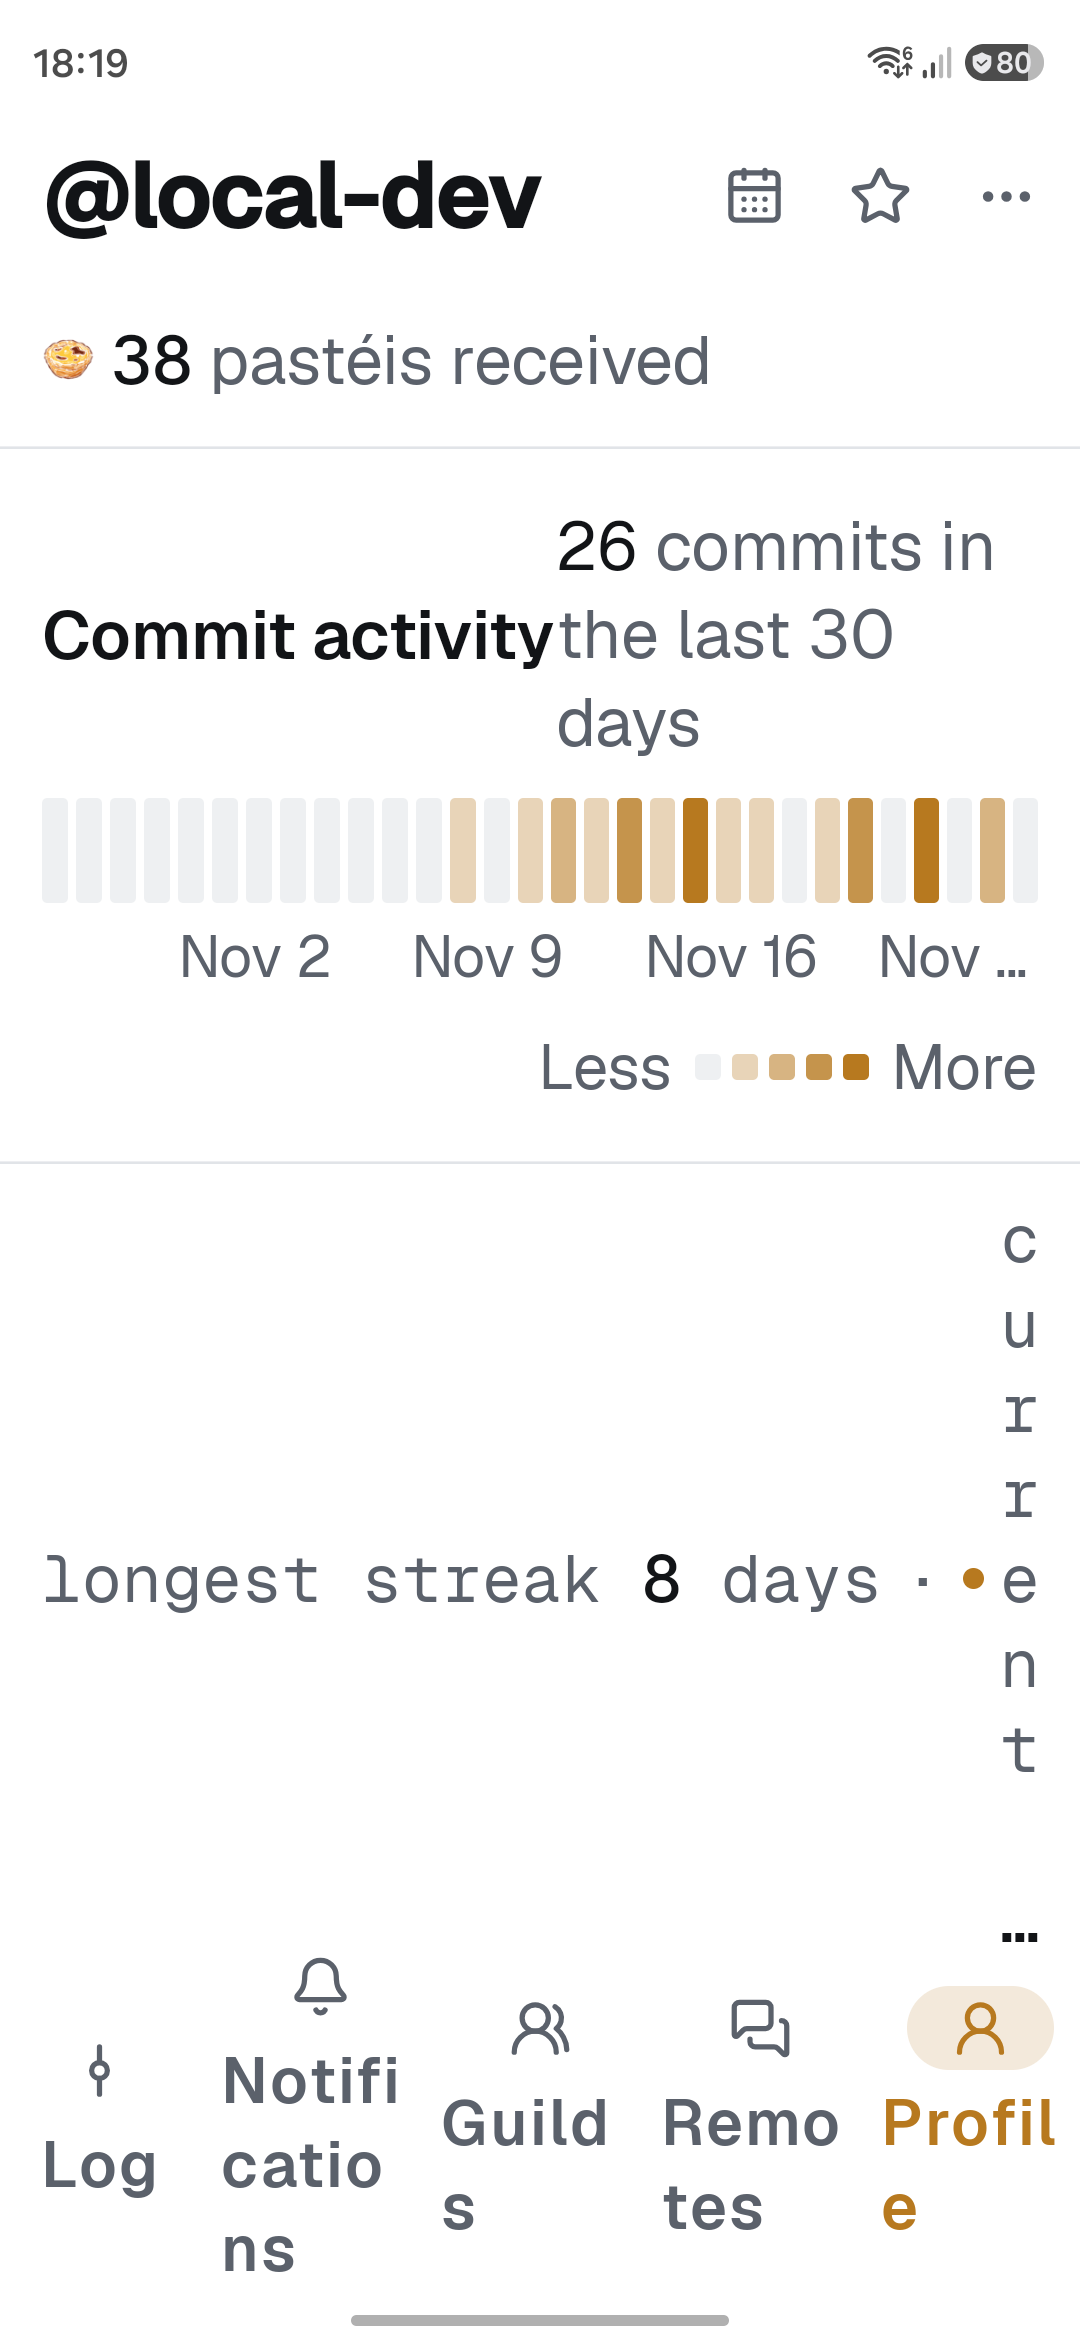 18:19
6
80
@local-dev
38 pastéis received
Commit activity
26 commits in
the last 30
days
Nov 2 Nov 9 Nov 16 Nov ...
Less More
longest streak 8 days ·
c
u
r
r
e
n
t
...
Log
Notifi
catio
ns
Guild
s
Remo
tes
Profil
e